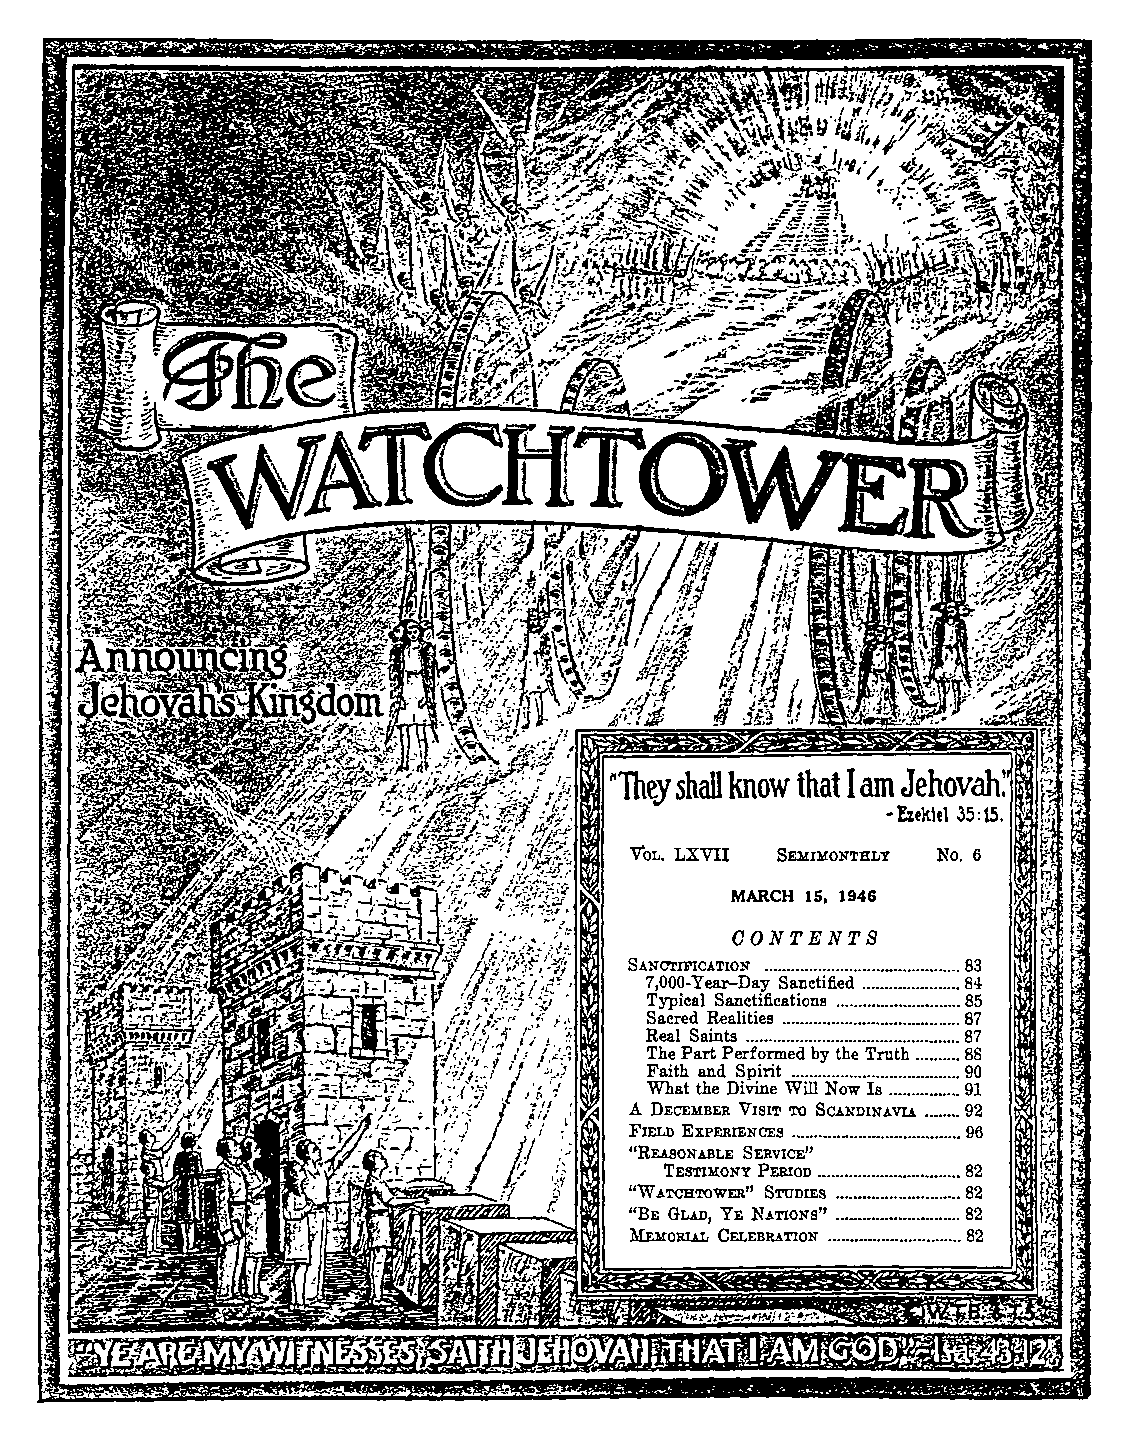 The
WATCHTOWER
Announcing
Jehovah's Kingdom
"They shall know that I am Jehovah."
- Ezekiel 35:15.
VOL. LXVII SEMIMONTHLY No. 6
MARCH 15, 1946
CONTENTS
SANCTIFICATION ........ 83
7,000-Year-Day Sanctified ........ 84
Typical Sanctifications ........ 85
Sacred Realities ........ 87
Real Saints ........ 87
The Part Performed by the Truth ........ 88
Faith and Spirit ........ 90
What the Divine Will Now Is ........ 91
A DECEMBER VISIT TO SCANDINAVIA ........ 92
FIELD EXPERIENCES ........ 96
"REASONABLE SERVICE"
TESTIMONY PERIOD ........ 82
"WATCHTOWER" STUDIES ........ 82
"BE GLAD, YE NATIONS" ........ 82
MEMORIAL CELEBRATION ........ 82
"YE ARE MY WITNESSES, SAITH JEHOVAH, THAT I AM GOD."-Isa. 43:12.